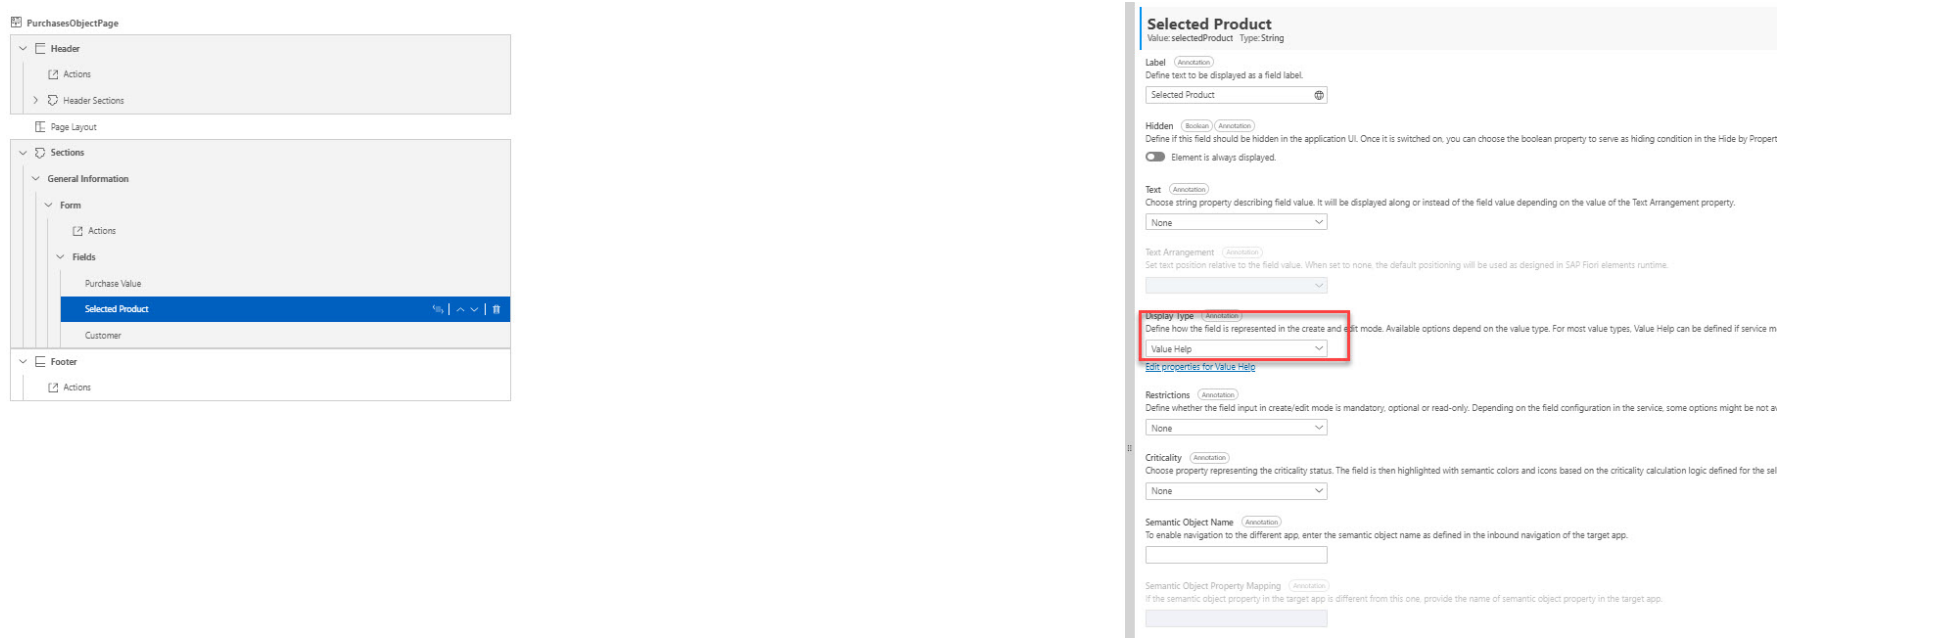 PurchasesObjectPage
Header
Actions
Header Sections
Page Layout
Sections
General Information
Form
Actions
Fields
Purchase Value
Selected Product
Customer
Footer
Actions
Selected Product
Value: selectedProduct Type: String
Label Annotation
Define text to be displayed as a field label.
Selected Product
Hidden Boolean Annotation
Define if this field should be hidden in the application UI. Once it is switched on, you can choose the boolean property to serve as hiding condition in the Hide by Propert
Element is always displayed.
Text Annotation
Choose string property describing field value. It will be displayed along or instead of the field value depending on the value of the Text Arrangement property.
None
Text Arrangement Annotation
Set text position relative to the field value. When set to none, the default positioning will be used as designed in SAP Fiori elements runtime.
Display Type Annotation
Define how the field is represented in the create and edit mode. Available options depend on the value type. For most value types, Value Help can be defined if service m
Value Help
Edit properties for Value Help
Restrictions Annotation
Define whether the field input in create/edit mode is mandatory, optional or read-only. Depending on the field configuration in the service, some options might be not av
None
Criticality Annotation
Choose property representing the criticality status. The field is then highlighted with semantic colors and icons based on the criticality calculation logic defined for the sel
None
Semantic Object Name Annotation
To enable navigation to the different app, enter the semantic object name as defined in the inbound navigation of the target app.
Semantic Object Property Mapping Annotation
If the semantic object property in the target app is different from this one, provide the name of semantic object property in the target app.